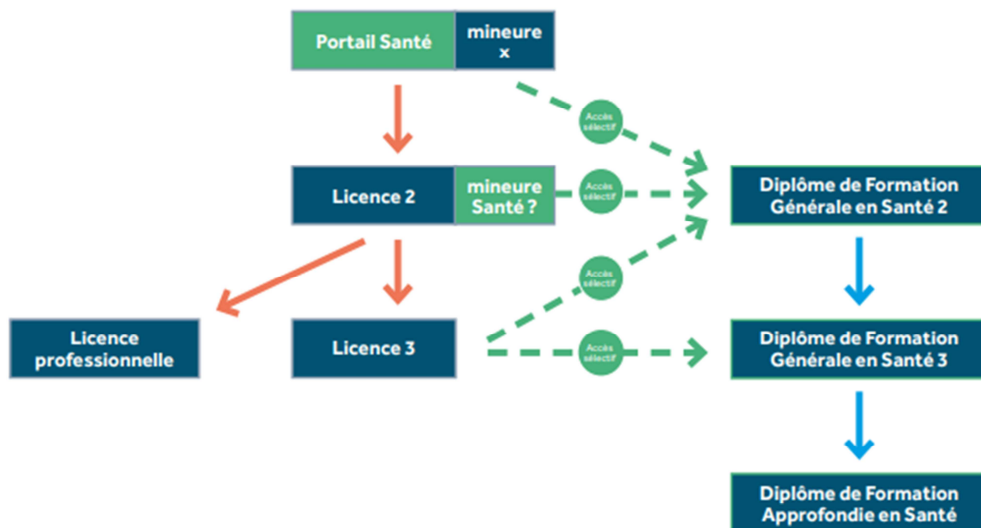 Portail Santé
mineure
x
Accès
sélectif
Licence 2
mineure
Santé ?
Accès
sélectif
Diplôme de Formation
Générale en Santé 2
Accès
sélectif
Licence
professionnelle
Licence 3
Accès
sélectif
Diplôme de Formation
Générale en Santé 3
Diplôme de Formation
Approfondie en Santé